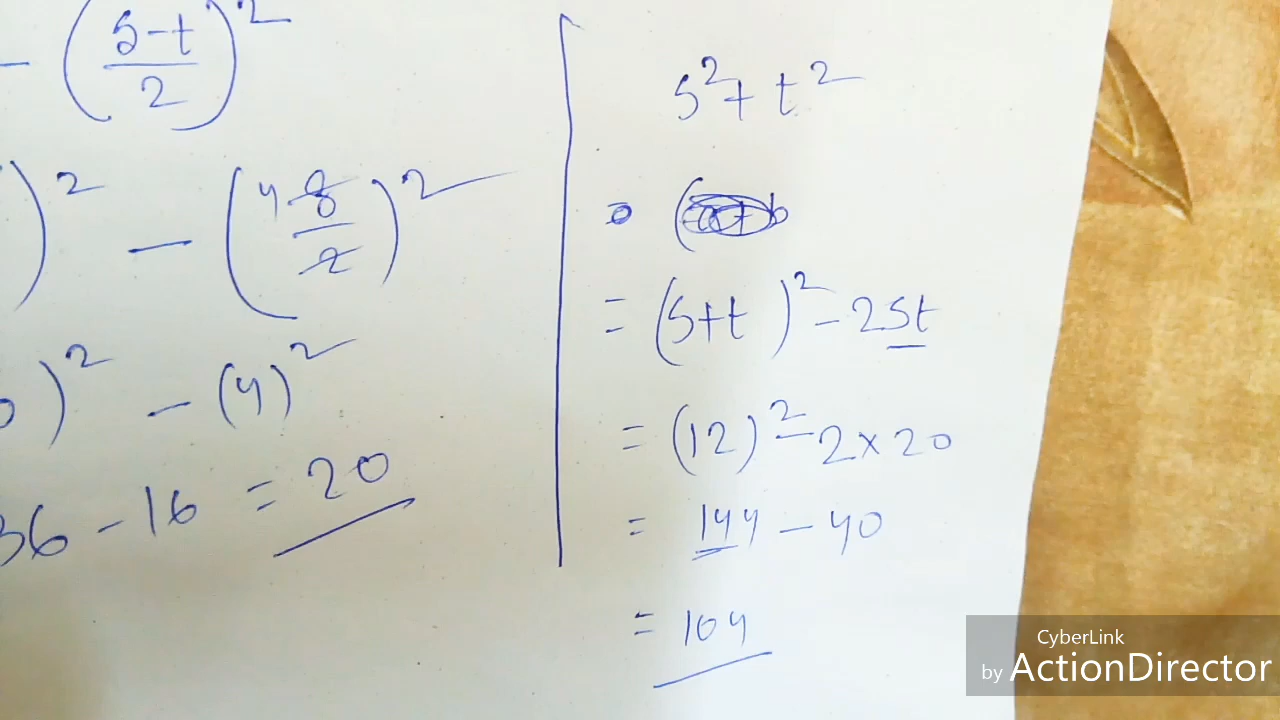 - (s-t/2)²
)² - (4 8/2)²
)² - (4)²
36 - 16 = 20
s² + t²
= (s+t)² - 2st
= (12)² - 2×20
= 144 - 40
= 104
CyberLink
by ActionDirector